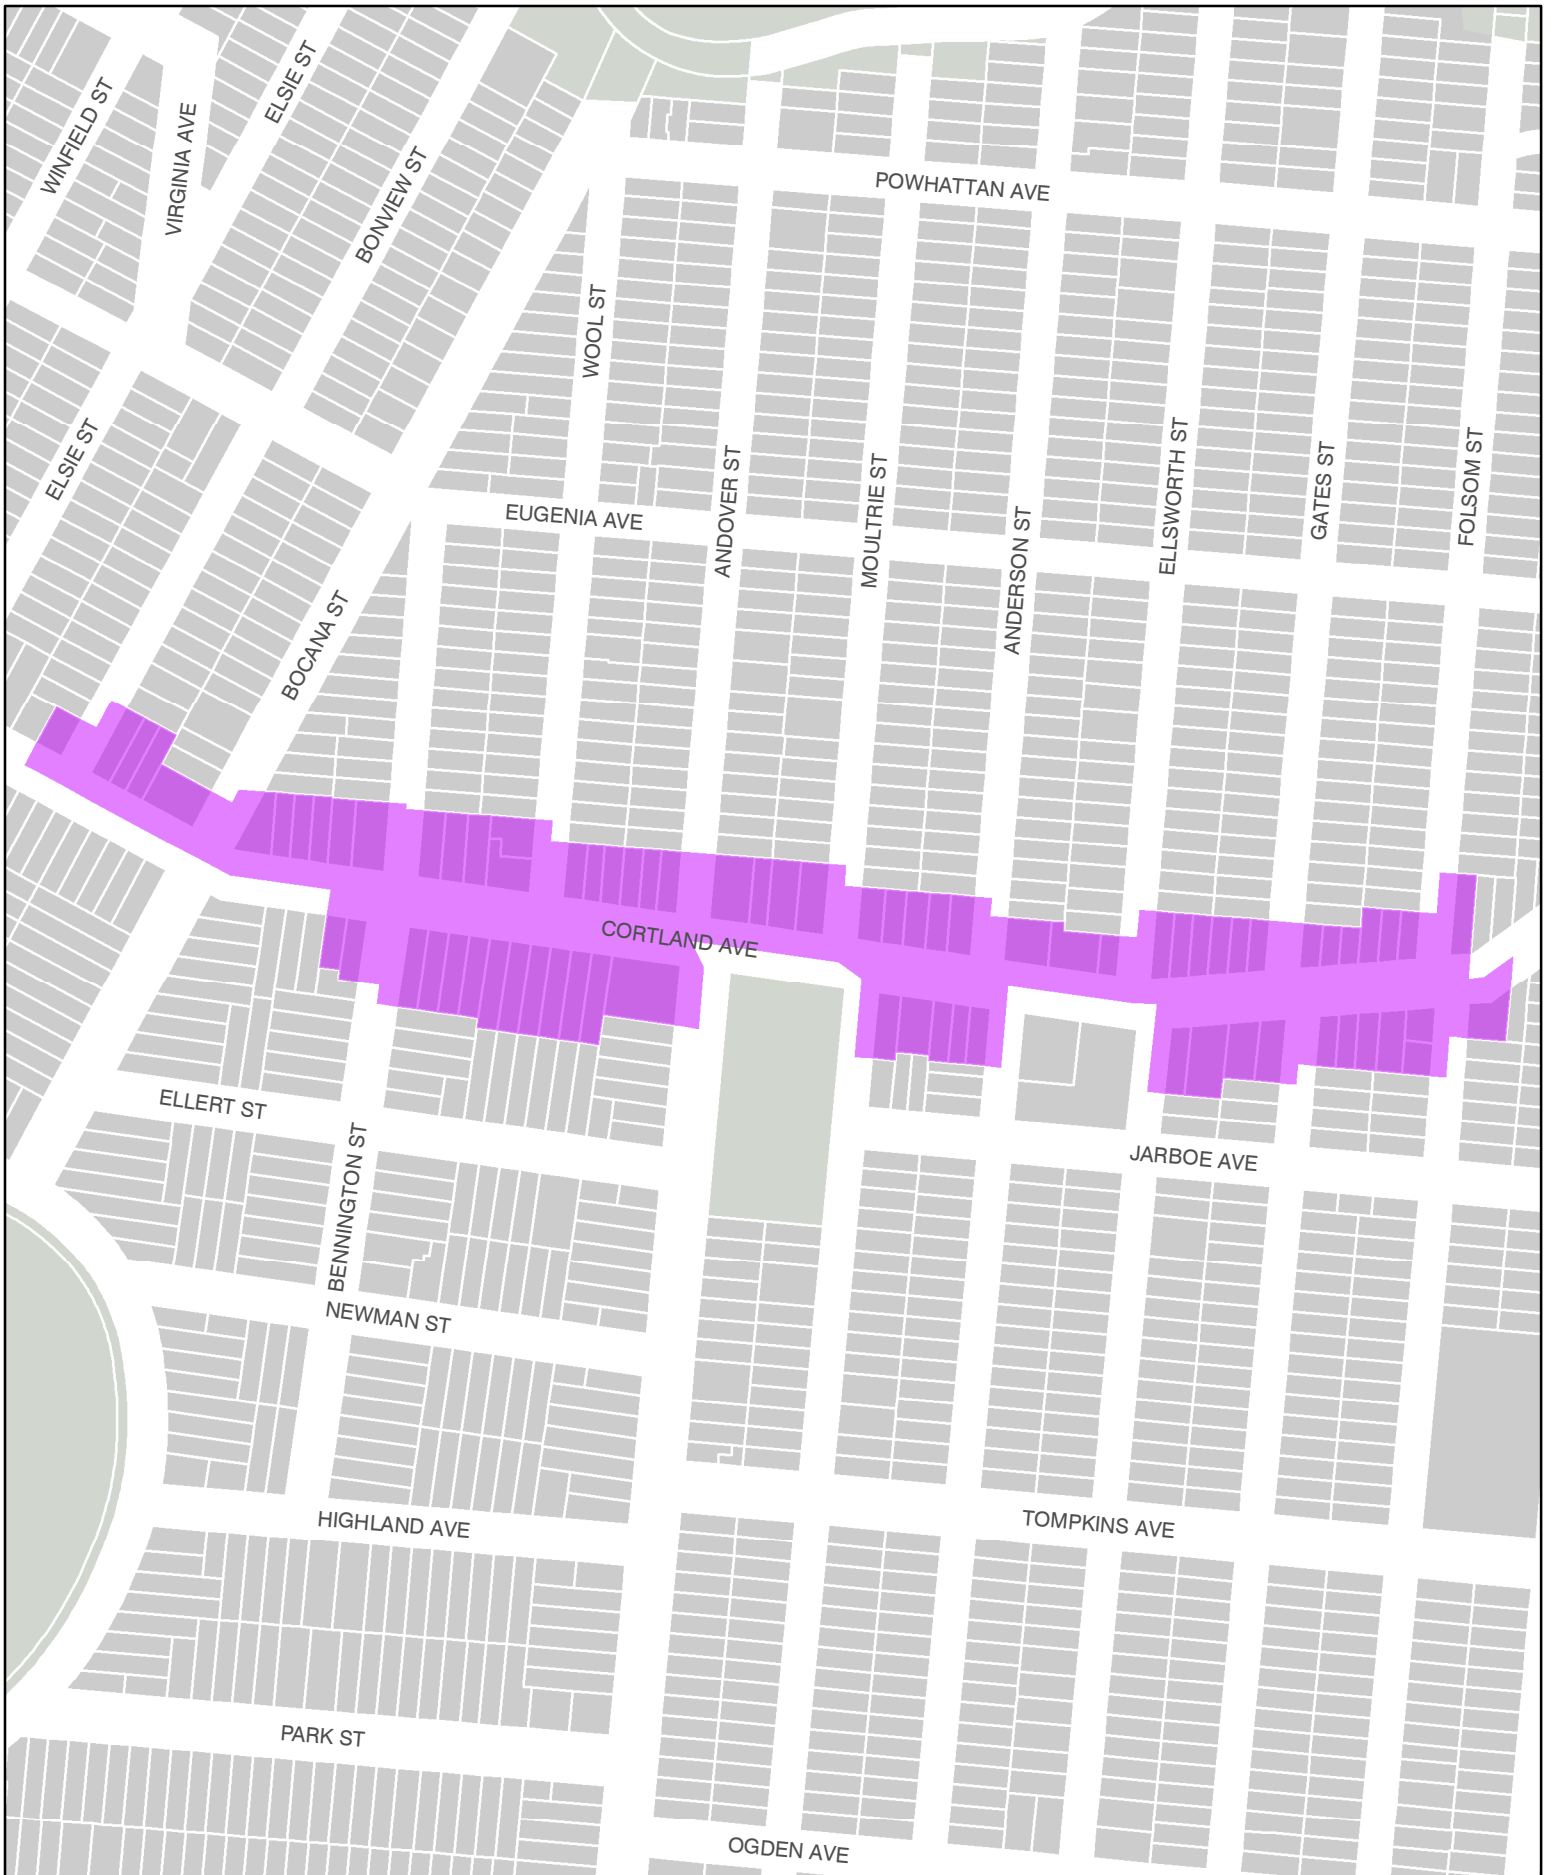 ELSIE ST
WINFIELD ST
VIRGINIA AVE
BONVIEW ST
POWHATTAN AVE
WOOL ST
ELSIE ST
ANDOVER ST
MOULTRIE ST
ELLSWORTH ST
GATES ST
FOLSOM ST
EUGENIA AVE
ANDERSON ST
BOCANA ST
CORTLAND AVE
ELLERT ST
JARBOE AVE
BENNINGTON ST
NEWMAN ST
HIGHLAND AVE
TOMPKINS AVE
PARK ST
OGDEN AVE